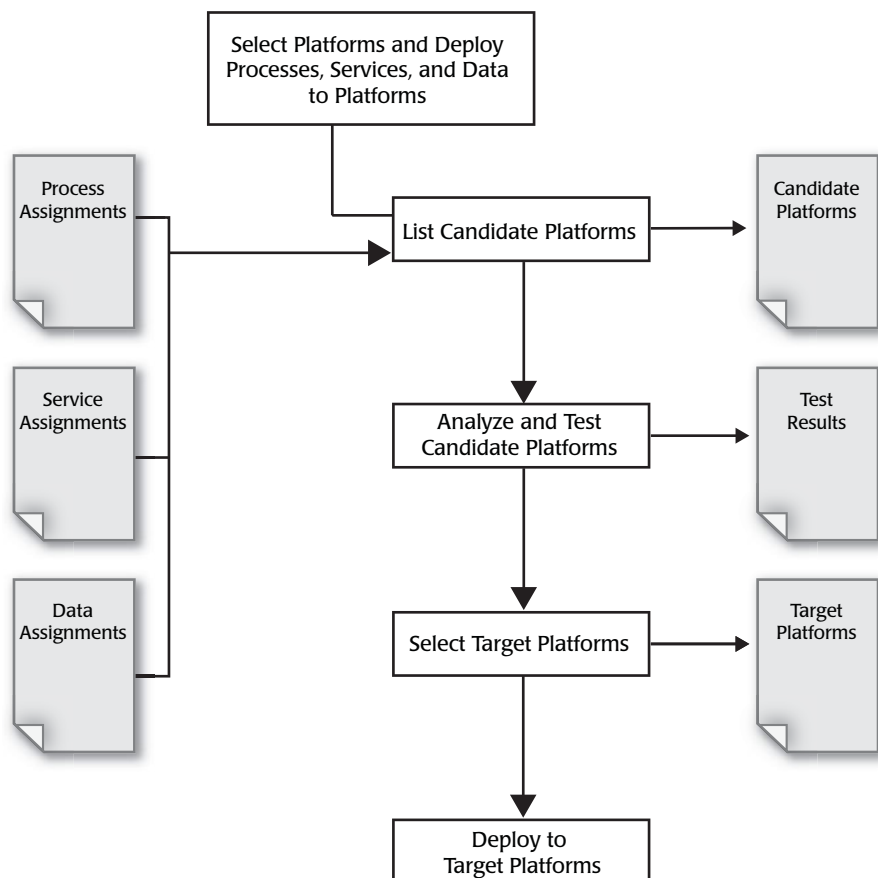 Select Platforms and Deploy
Processes, Services, and Data
to Platforms
Process
Assignments
List Candidate Platforms
Candidate
Platforms
Service
Assignments
Analyze and Test
Candidate Platforms
Test
Results
Data
Assignments
Select Target Platforms
Target
Platforms
Deploy to
Target Platforms